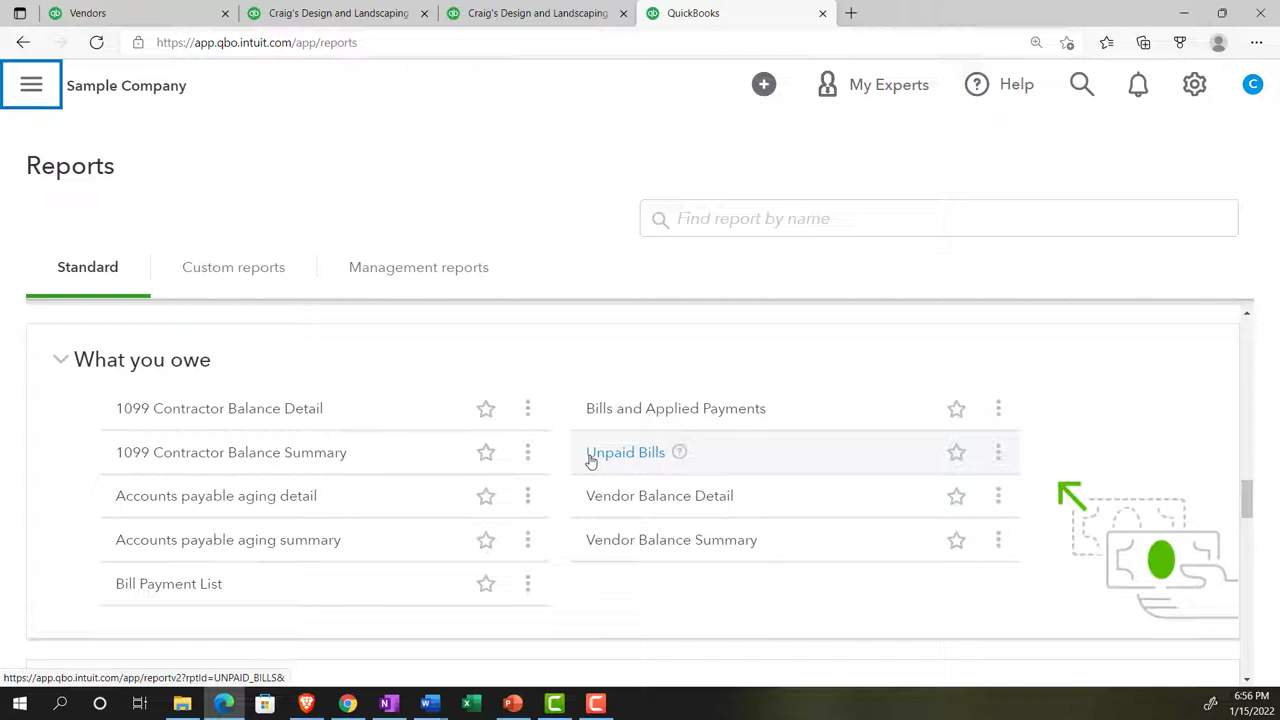 Vendors
Craig's Design and Landscaping
Craig's Design and Landscaping
QuickBooks
https://app.qbo.intuit.com/app/reports
Sample Company
My Experts
Help
C
Reports
Find report by name
Standard
Custom reports
Management reports
What you owe
1099 Contractor Balance Detail
Bills and Applied Payments
1099 Contractor Balance Summary
Unpaid Bills
Accounts payable aging detail
Vendor Balance Detail
Accounts payable aging summary
Vendor Balance Summary
Bill Payment List
https://app.qbo.intuit.com/app/reportv2?rptId=UNPAID_BILLS&
6:56 PM
1/15/2022